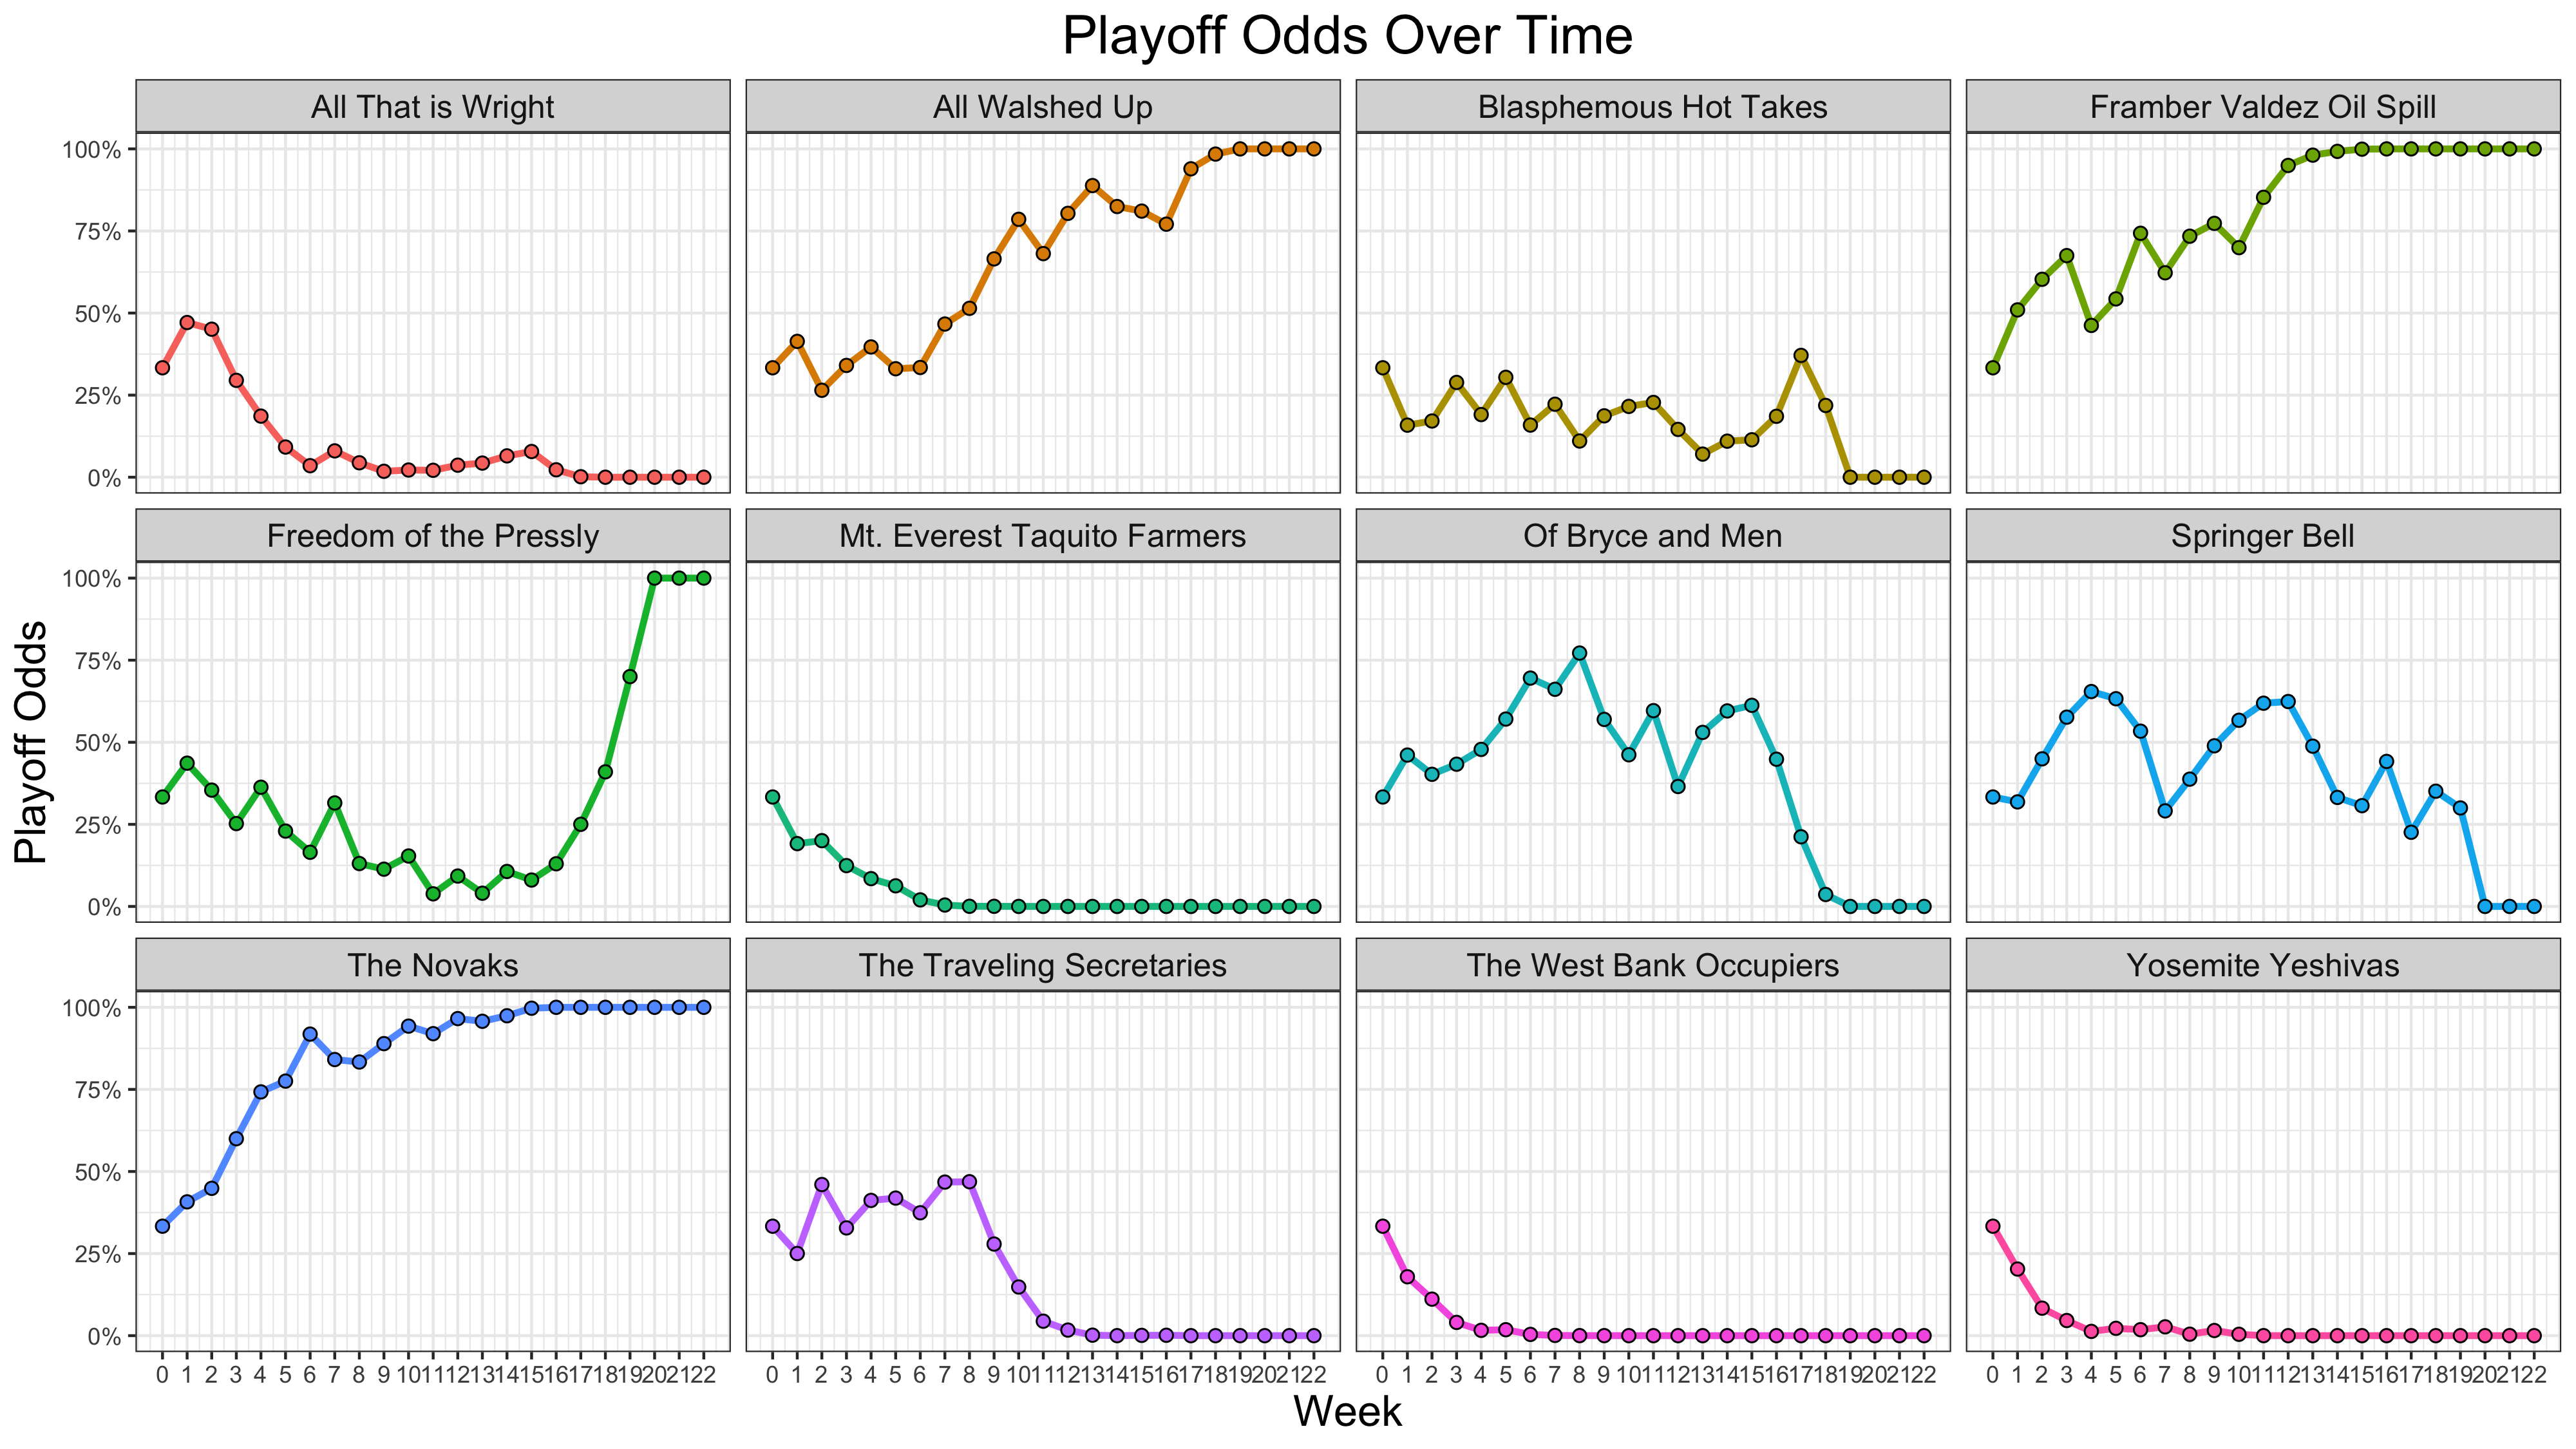 Playoff Odds Over Time
All That is Wright
All Walshed Up
Blasphemous Hot Takes
Framber Valdez Oil Spill
100%
75%
50%
25%
0%
Freedom of the Pressly
Mt. Everest Taquito Farmers
Of Bryce and Men
Springer Bell
100%
75%
50%
25%
0%
Playoff Odds
The Novaks
The Traveling Secretaries
The West Bank Occupiers
Yosemite Yeshivas
100%
75%
50%
25%
0%
0 1 2 3 4 5 6 7 8 9 10 11 12 13 14 15 16 17 18 19 20 21 22
0 1 2 3 4 5 6 7 8 9 10 11 12 13 14 15 16 17 18 19 20 21 22
0 1 2 3 4 5 6 7 8 9 10 11 12 13 14 15 16 17 18 19 20 21 22
0 1 2 3 4 5 6 7 8 9 10 11 12 13 14 15 16 17 18 19 20 21 22
Week